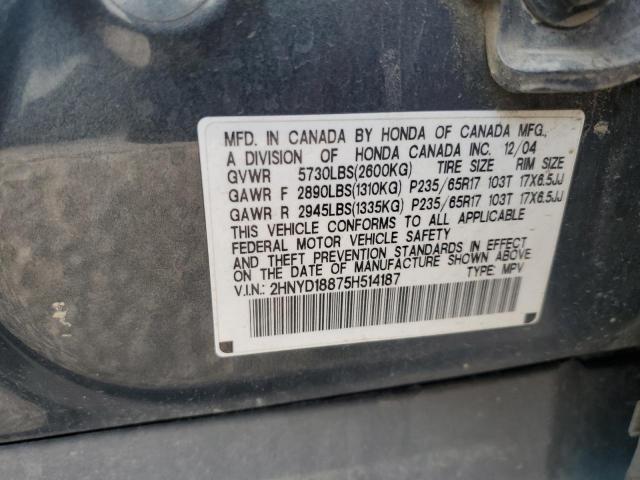 MFD. IN CANADA BY HONDA OF CANADA MFG.,
A DIVISION OF HONDA CANADA INC. 12/04
GVWR 5730LBS(2600KG) TIRE SIZE RIM SIZE
GAWR F 2890LBS(1310KG) P235/65R17 103T 17X6.5JJ
GAWR R 2945LBS(1335KG) P235/65R17 103T 17X6.5JJ
THIS VEHICLE CONFORMS TO ALL APPLICABLE
FEDERAL MOTOR VEHICLE SAFETY
AND THEFT PREVENTION STANDARDS IN EFFECT
ON THE DATE OF MANUFACTURE SHOWN ABOVE.
V.I.N.: 2HNYD18875H514187 TYPE: MPV